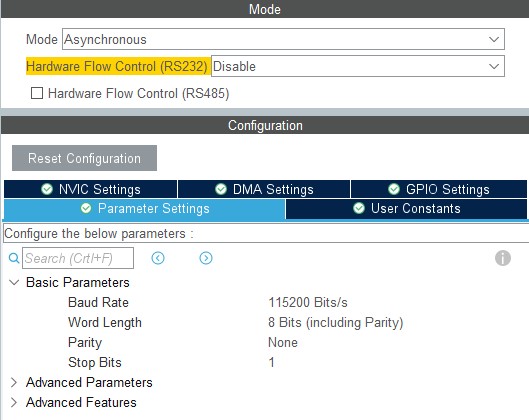 Mode
Mode Asynchronous
Hardware Flow Control (RS232) Disable
Hardware Flow Control (RS485)
Configuration
Reset Configuration
NVIC Settings DMA Settings GPIO Settings
Parameter Settings User Constants
Configure the below parameters :
Search (Crtl+F)
Basic Parameters
Baud Rate 115200 Bits/s
Word Length 8 Bits (including Parity)
Parity None
Stop Bits 1
Advanced Parameters
Advanced Features